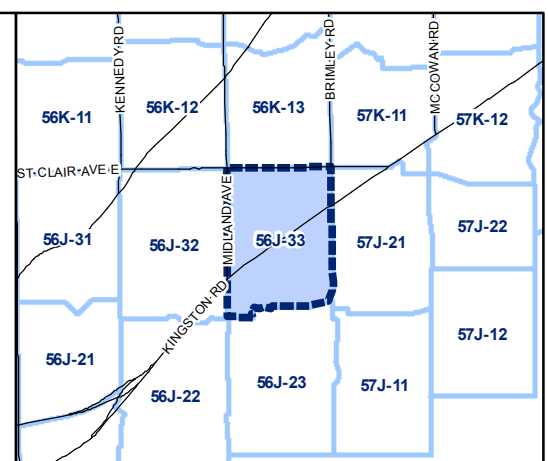 KENNEDY RD
BRIMLEY RD
MCCOWAN RD
56K-11
56K-12
56K-13
57K-11
57K-12
ST CLAIR AVE E
MIDLAND AVE
56J-31
56J-32
56J-33
57J-21
57J-22
KINGSTON RD
56J-21
56J-22
56J-23
57J-11
57J-12